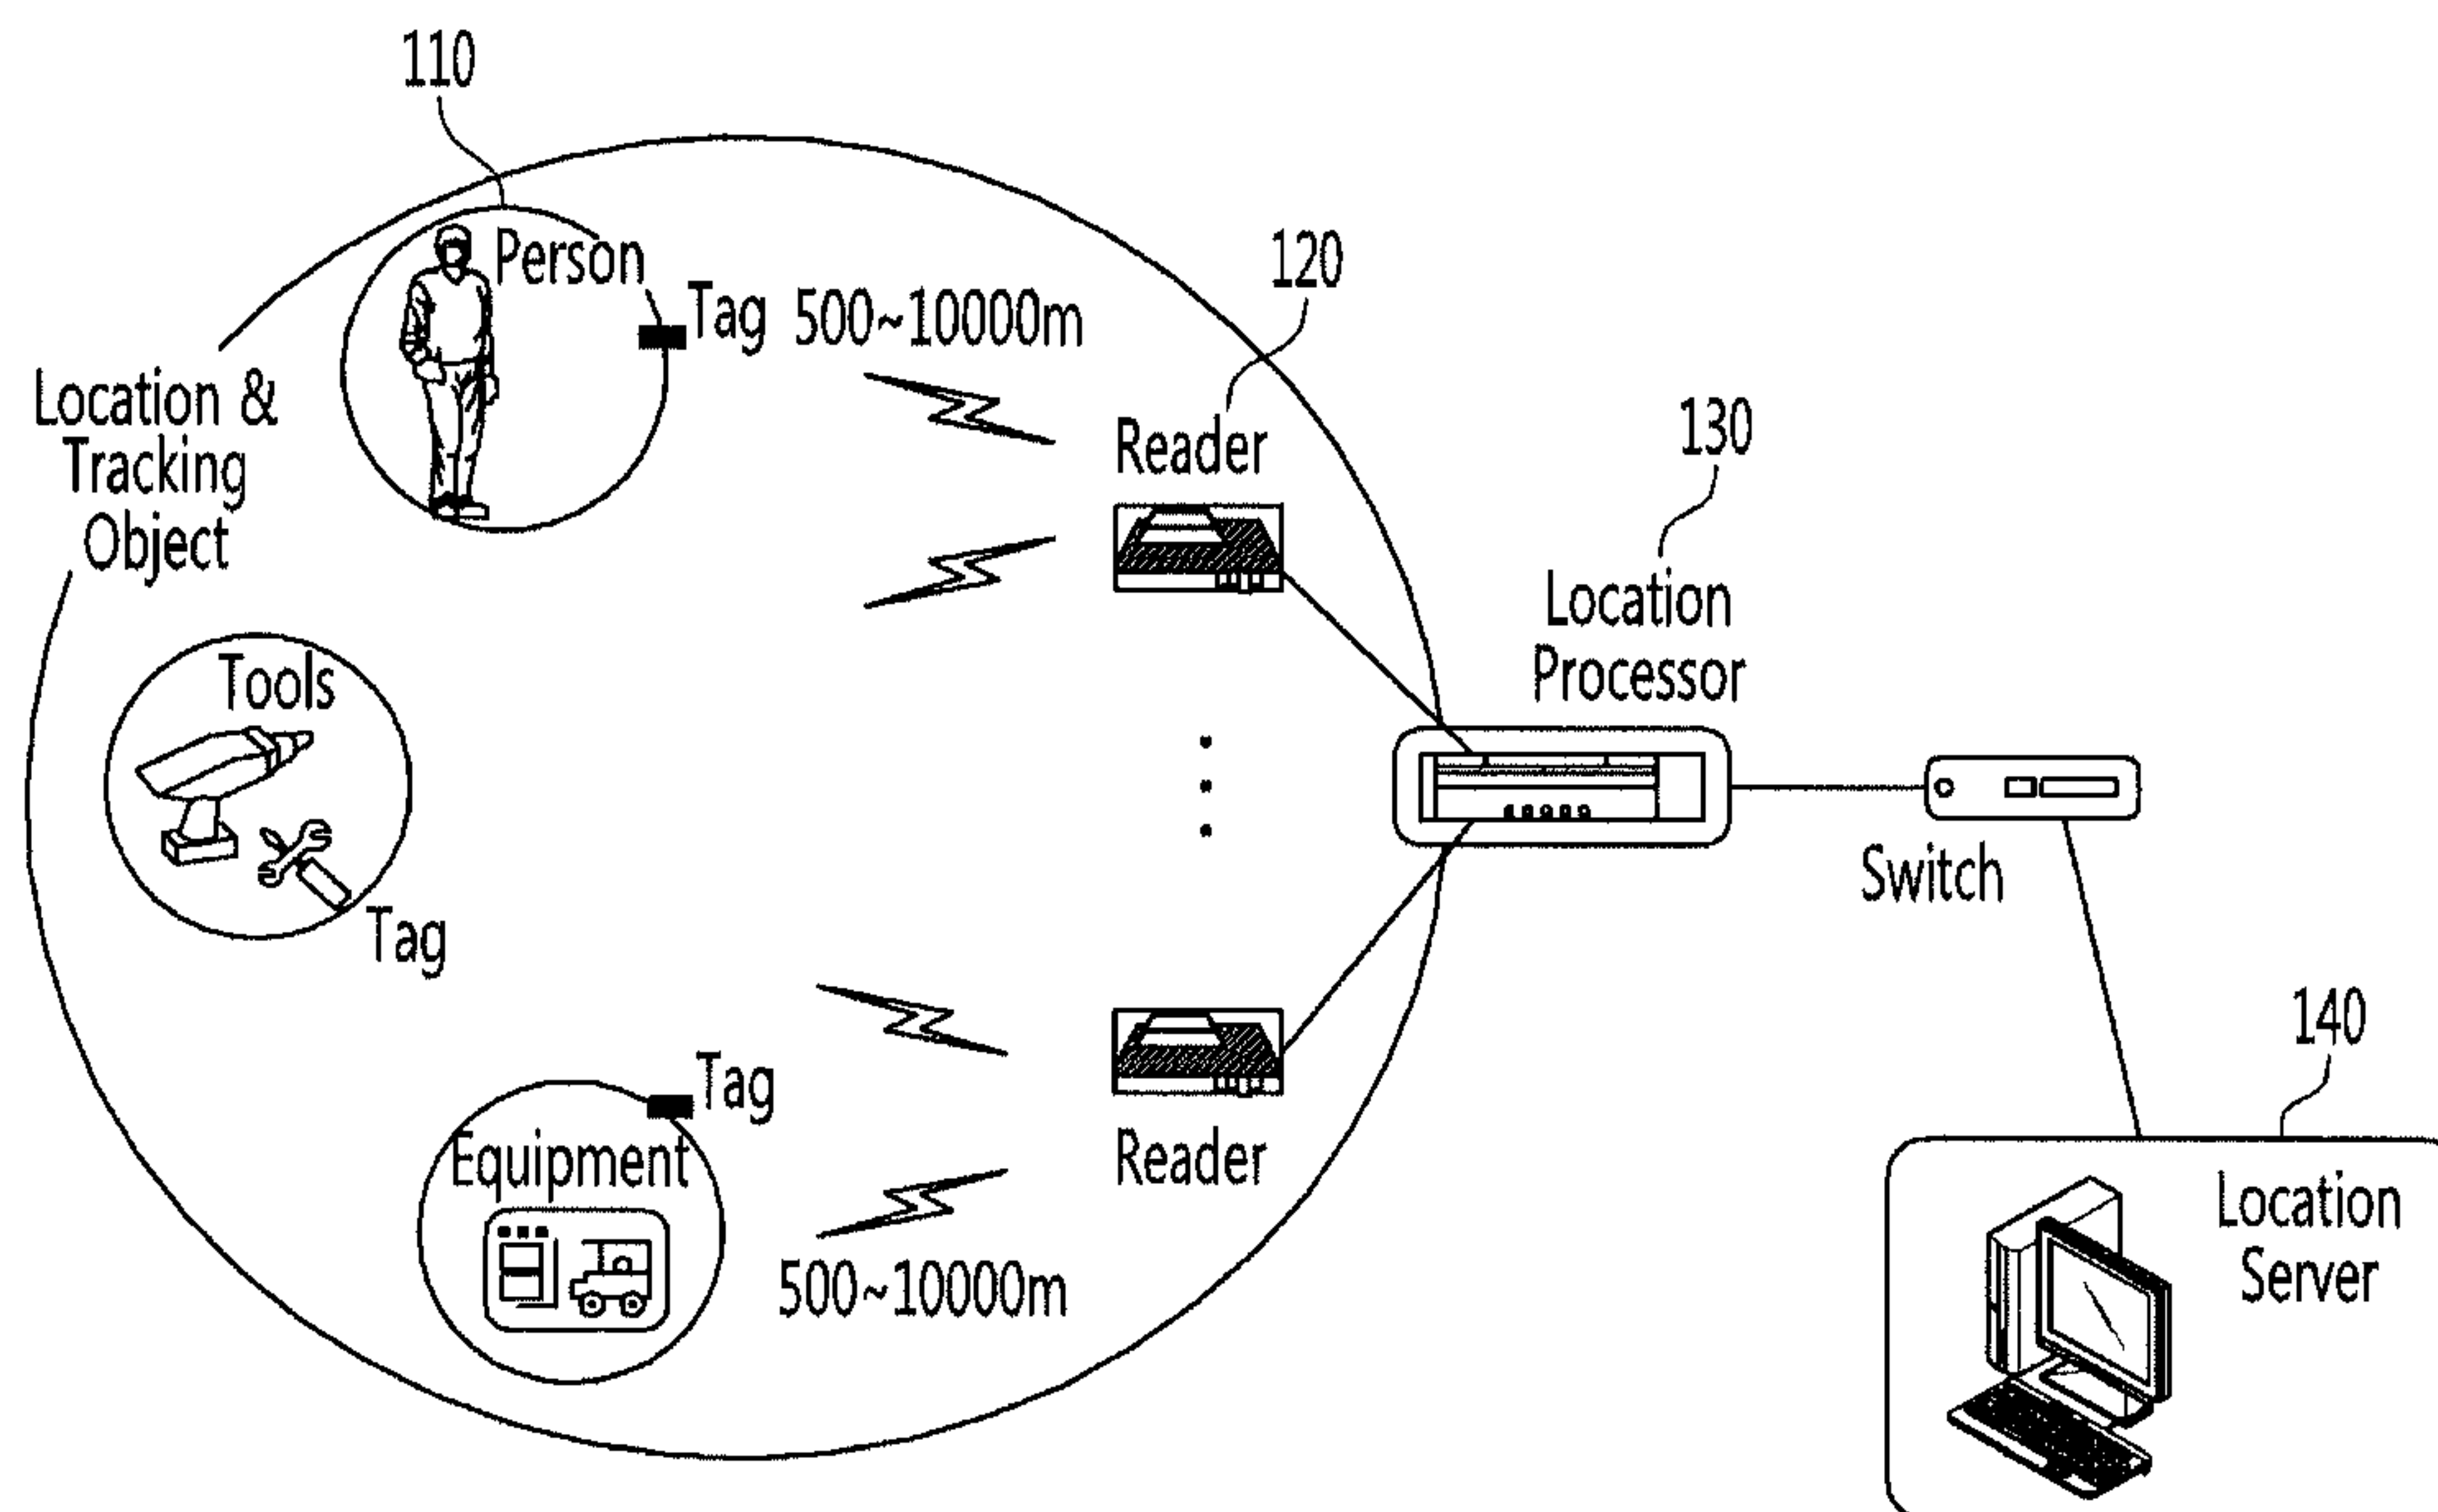 110
Person
Tag 500~10000m
120
Location &
Tracking
Object
Reader
130
Location
Processor
Tools
Tag
Switch
Tag
Equipment
Reader
500~10000m
140
Location
Server